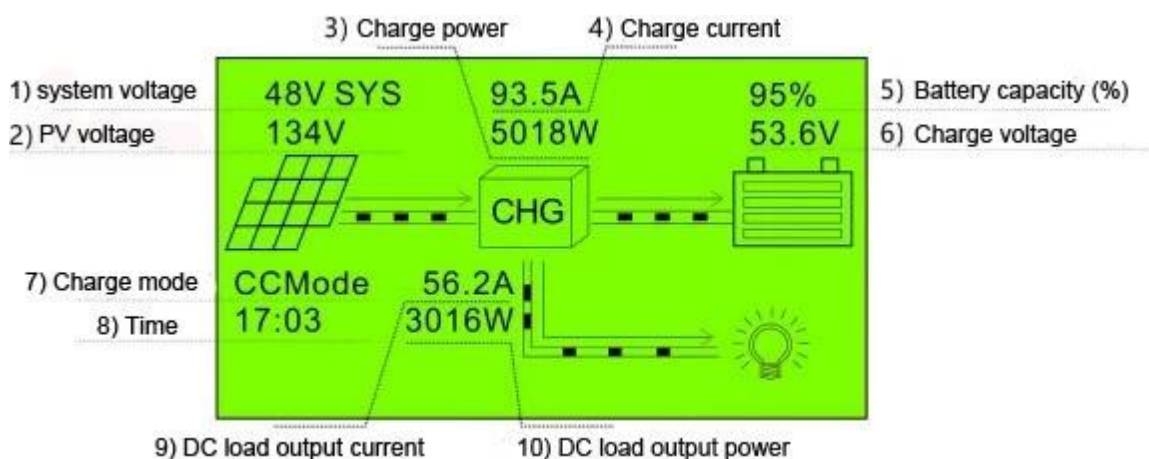 3) Charge power
4) Charge current
1) system voltage
48V SYS
93.5A
95%
5) Battery capacity (%)
2) PV voltage
134V
5018W
53.6V
6) Charge voltage
CHG
7) Charge mode
CCMode
56.2A
8) Time
17:03
3016W
9) DC load output current
10) DC load output power